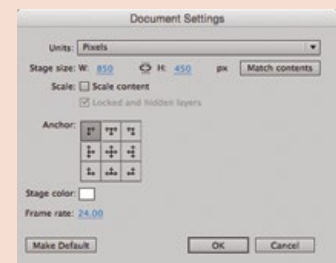 Document Settings
Units: Pixels
Stage size: W: 850 H: 450 px Match contents
Scale: Scale content
Locked and hidden layers
Anchor:
Stage color:
Frame rate: 24.00
Make Default OK Cancel